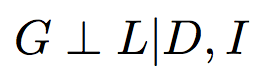 G ⊥ L|D, I